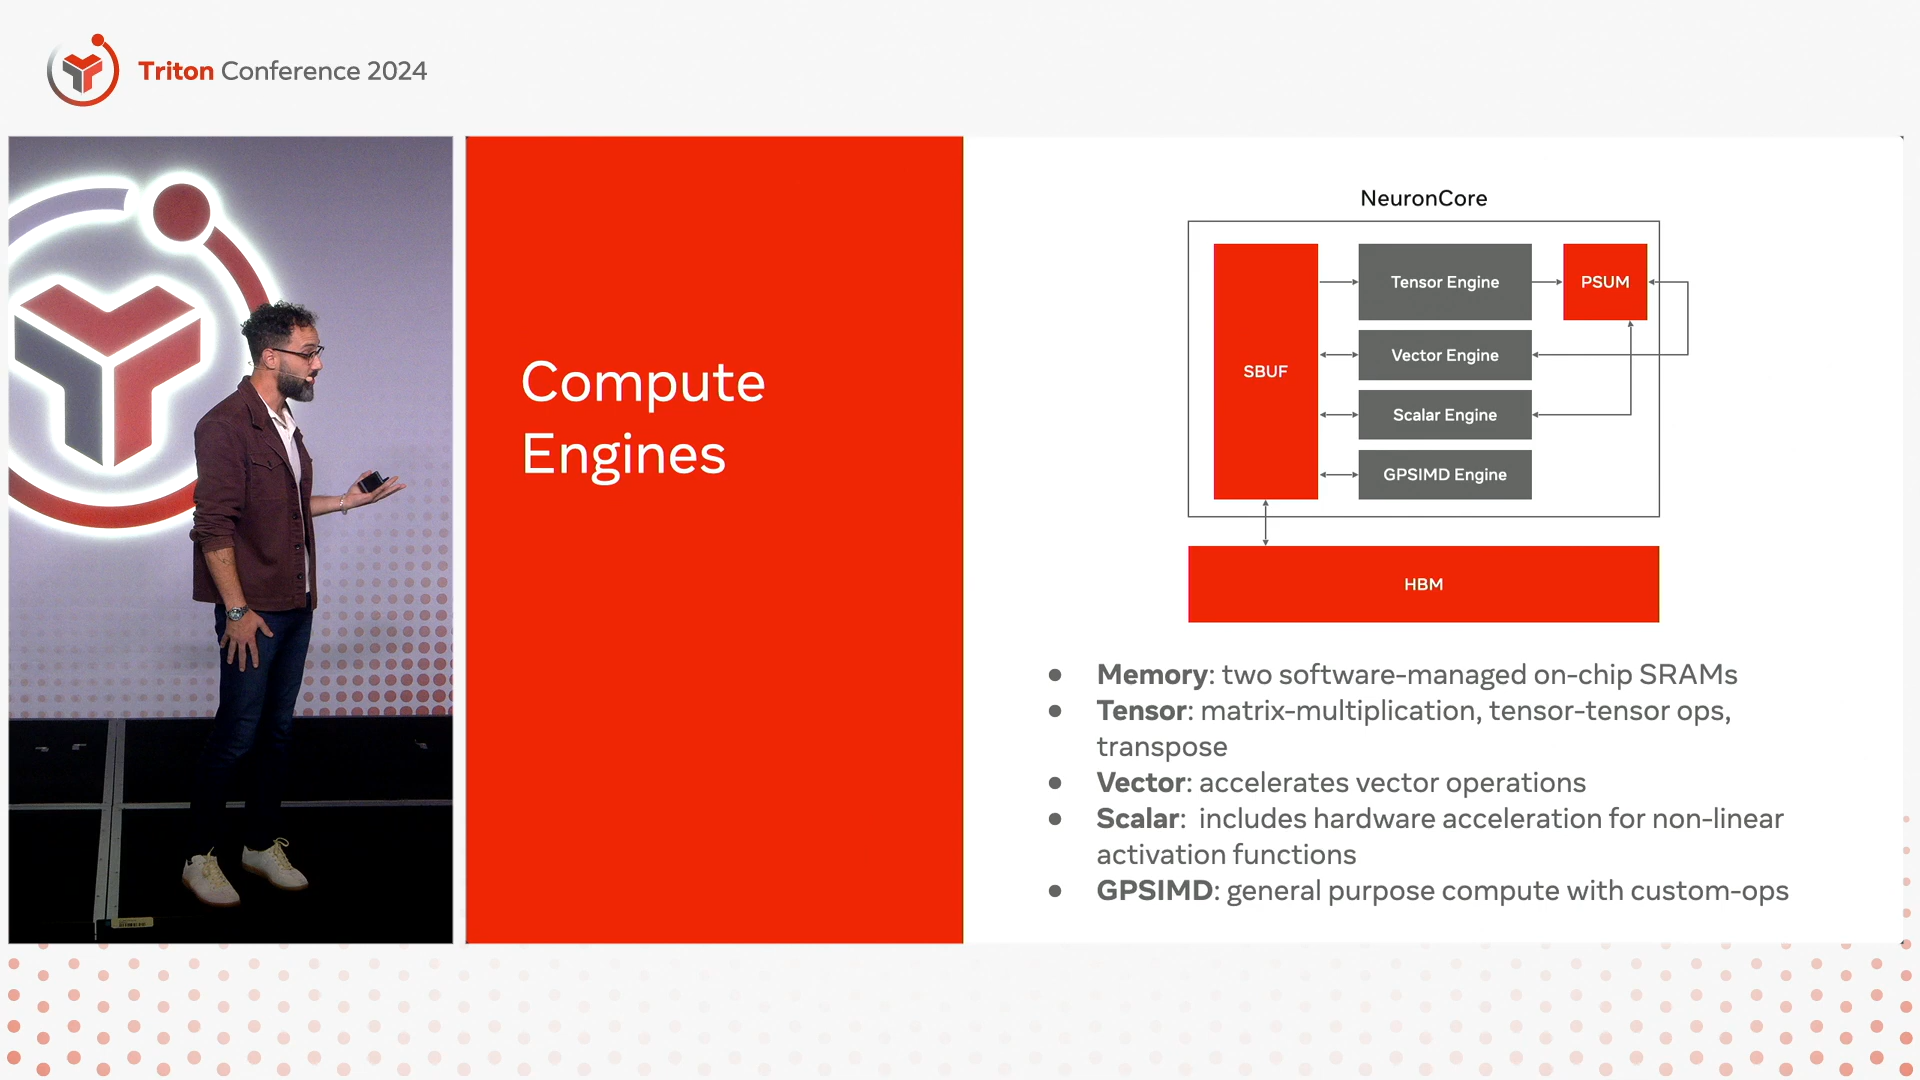 Triton Conference 2024
Compute
Engines
NeuronCore
SBUF
Tensor Engine
PSUM
Vector Engine
Scalar Engine
GPSIMD Engine
HBM
● Memory: two software-managed on-chip SRAMs
● Tensor: matrix-multiplication, tensor-tensor ops,
transpose
● Vector: accelerates vector operations
● Scalar: includes hardware acceleration for non-linear
activation functions
● GPSIMD: general purpose compute with custom-ops